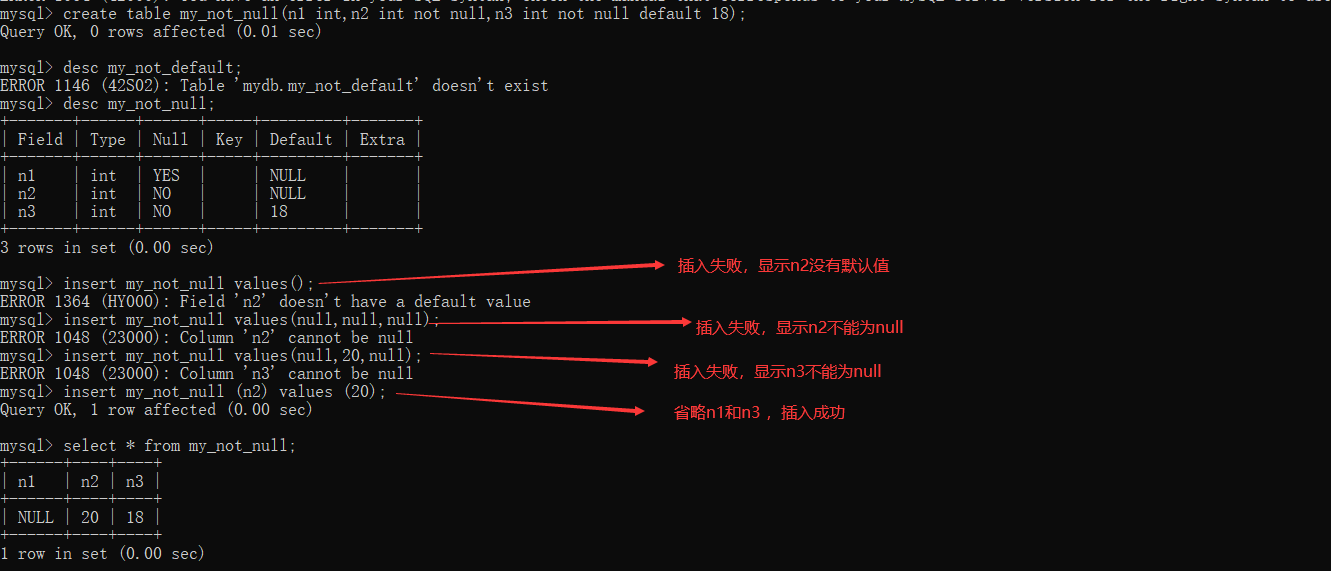 mysql> create table my_not_null(n1 int,n2 int not null,n3 int not null default 18);
Query OK, 0 rows affected (0.01 sec)
mysql> desc my_not_default;
ERROR 1146 (42S02): Table 'mydb.my_not_default' doesn't exist
mysql> desc my_not_null;
+-------+------+------+-----+---------+-------+
| Field | Type | Null | Key | Default | Extra |
+-------+------+------+-----+---------+-------+
| n1    | int  | YES  |     | NULL    |       |
| n2    | int  | NO   |     | NULL    |       |
| n3    | int  | NO   |     | 18      |       |
+-------+------+------+-----+---------+-------+
3 rows in set (0.00 sec)
mysql> insert my_not_null values();
插入失败，显示n2没有默认值
ERROR 1364 (HY000): Field 'n2' doesn't have a default value
mysql> insert my_not_null values(null,null,null);
插入失败，显示n2不能为null
ERROR 1048 (23000): Column 'n2' cannot be null
mysql> insert my_not_null values(null,20,null);
插入失败，显示n3不能为null
ERROR 1048 (23000): Column 'n3' cannot be null
mysql> insert my_not_null (n2) values (20);
省略n1和n3 ，插入成功
Query OK, 1 row affected (0.00 sec)
mysql> select * from my_not_null;
+------+----+----+
| n1   | n2 | n3 |
+------+----+----+
| NULL | 20 | 18 |
+------+----+----+
1 row in set (0.00 sec)